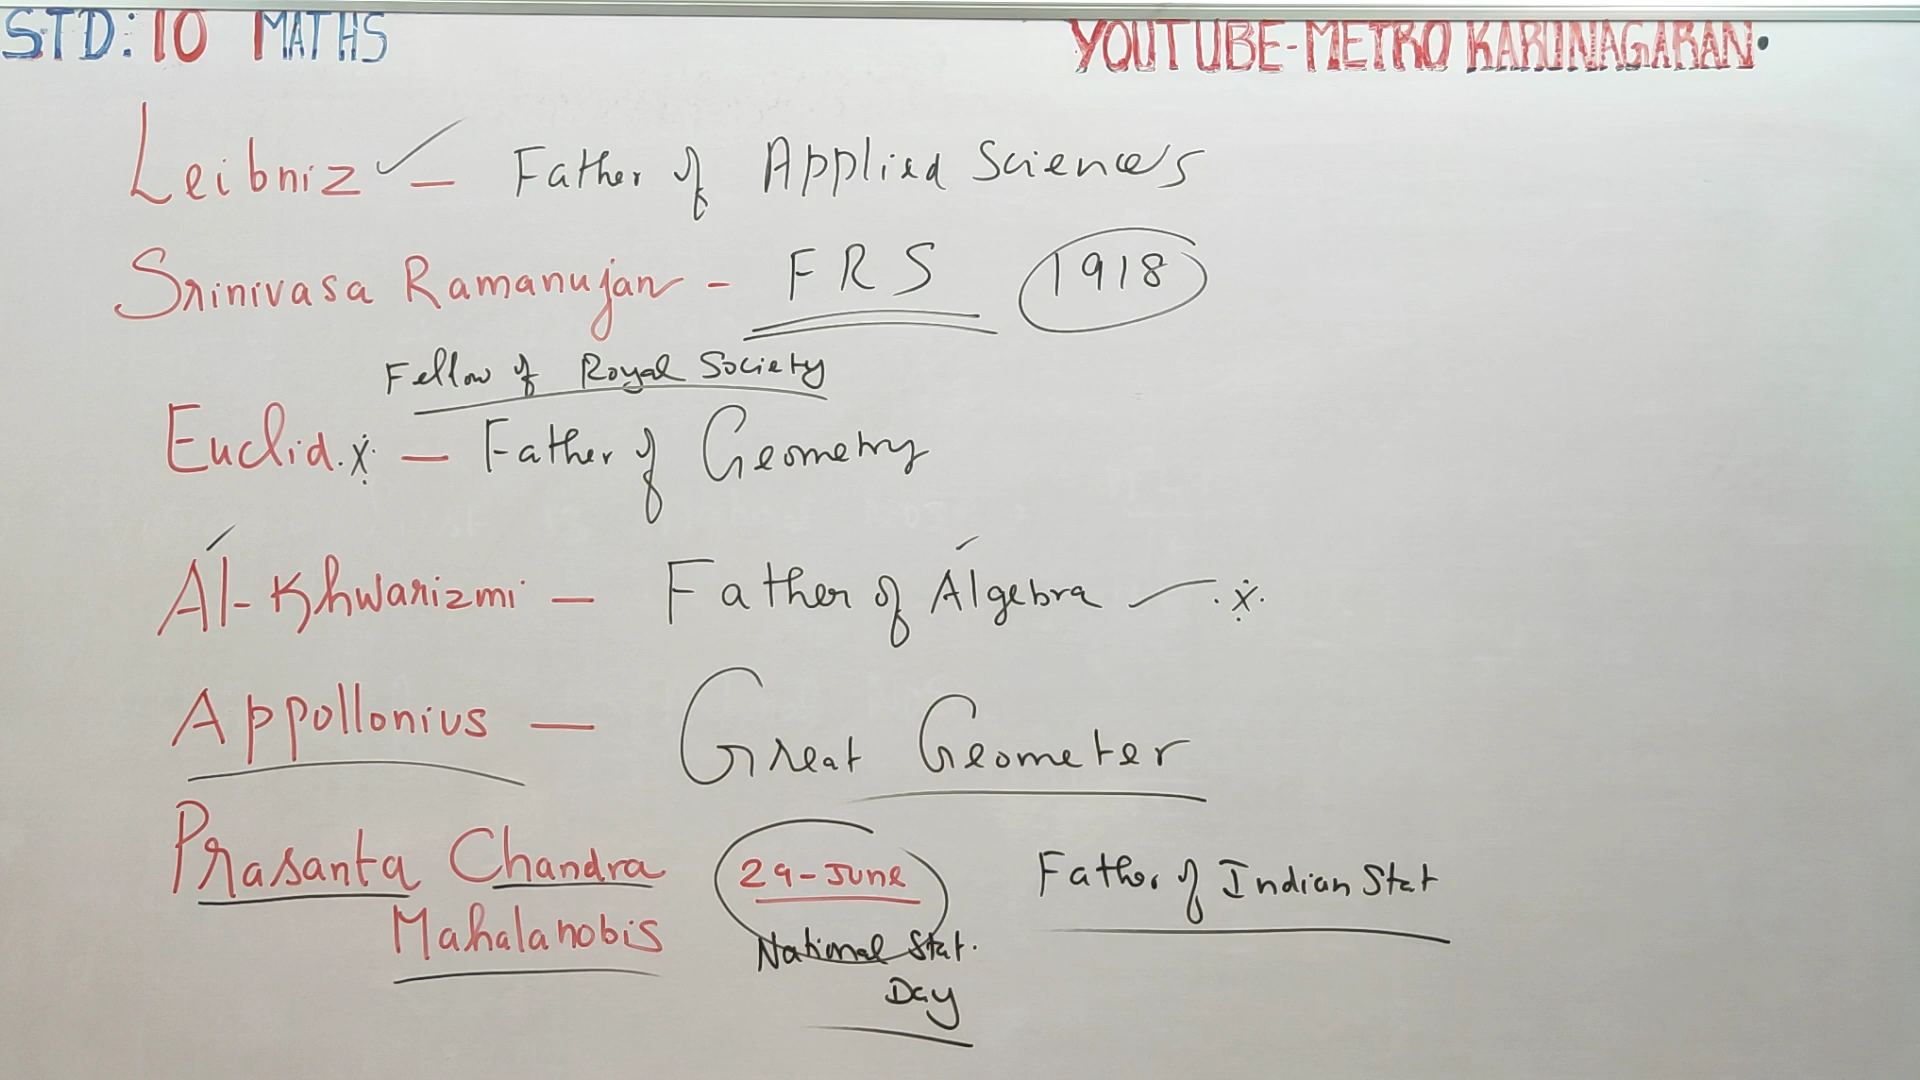 STD: 10 MATHS
YOUTUBE-METRO KARUNAGARAN.
Leibniz ✓ – Father of Applied Sciences
Srinivasa Ramanujan - FRS 1918
Fellow of Royal Society
Euclid – Father of Geometry
Al-Khwarizmi – Father of Algebra
Appollonius – Great Geometer
Prasanta Chandra 29-June Father of Indian Stat
Mahalanobis National Stat.
Day